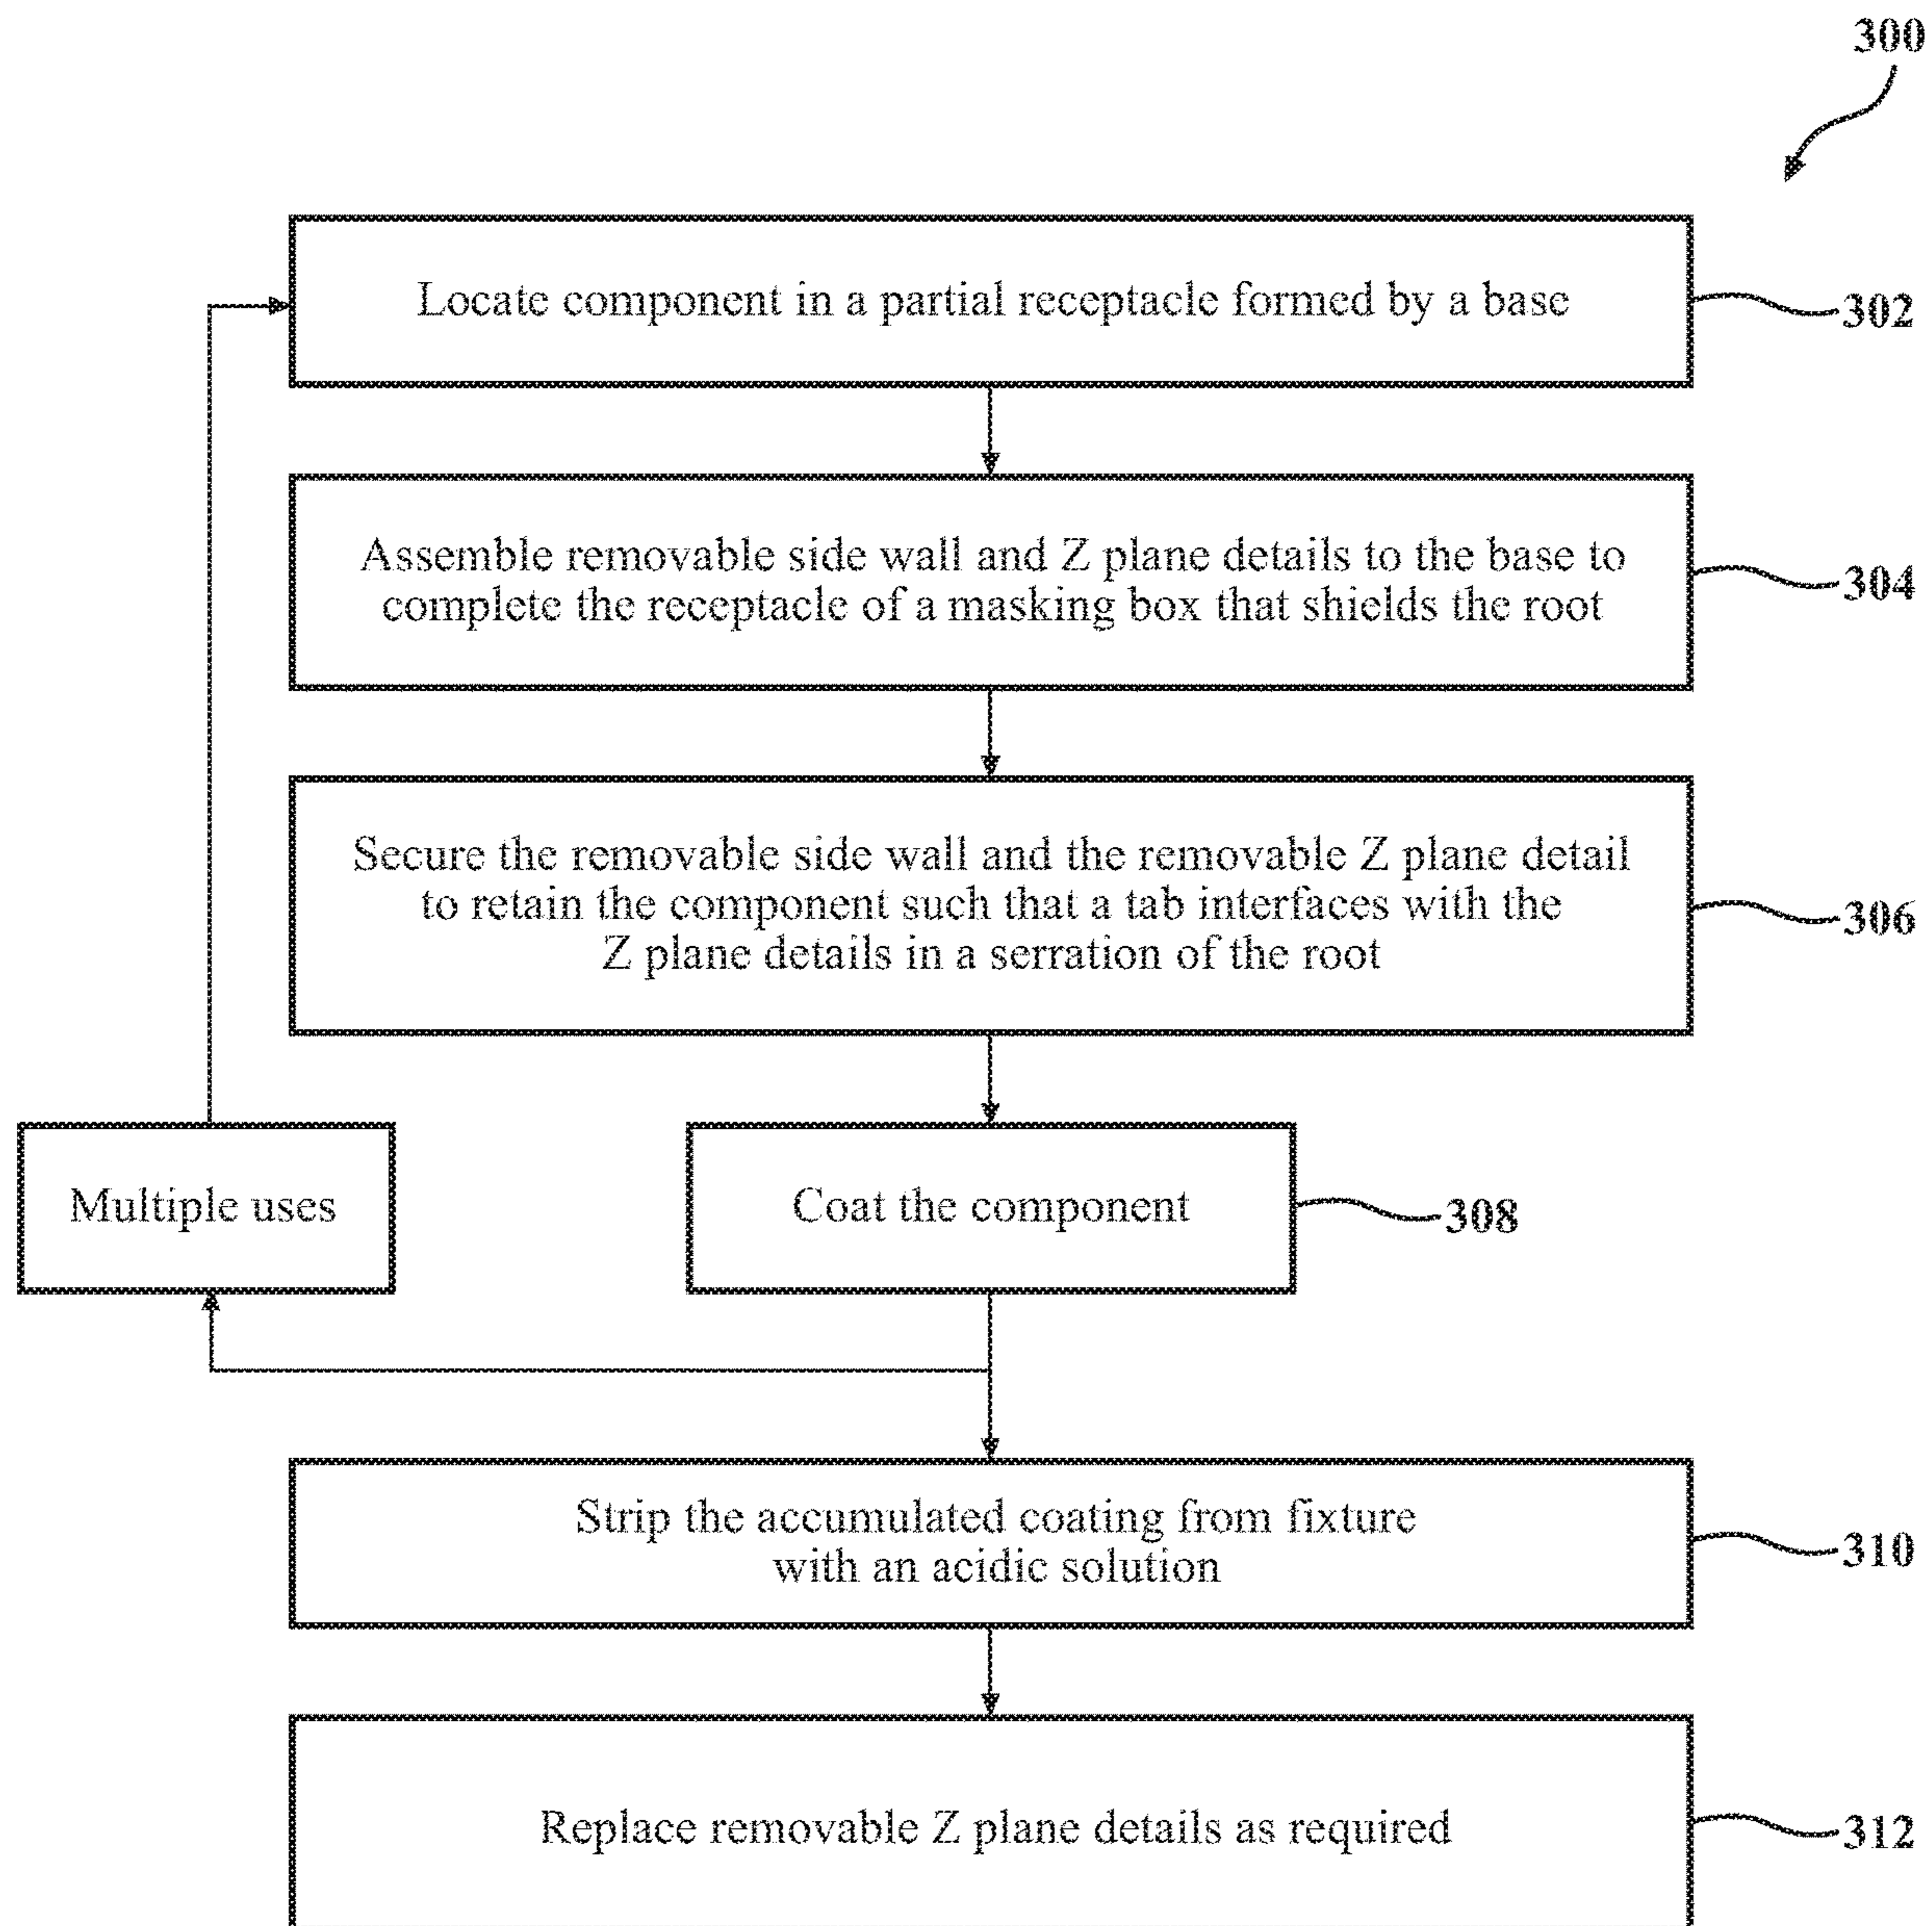 300
Locate component in a partial receptacle formed by a base
302
Assemble removable side wall and Z plane details to the base to
complete the receptacle of a masking box that shields the root
304
Secure the removable side wall and the removable Z plane detail
to retain the component such that a tab interfaces with the
Z plane details in a serration of the root
306
Multiple uses
Coat the component
308
Strip the accumulated coating from fixture
with an acidic solution
310
Replace removable Z plane details as required
312